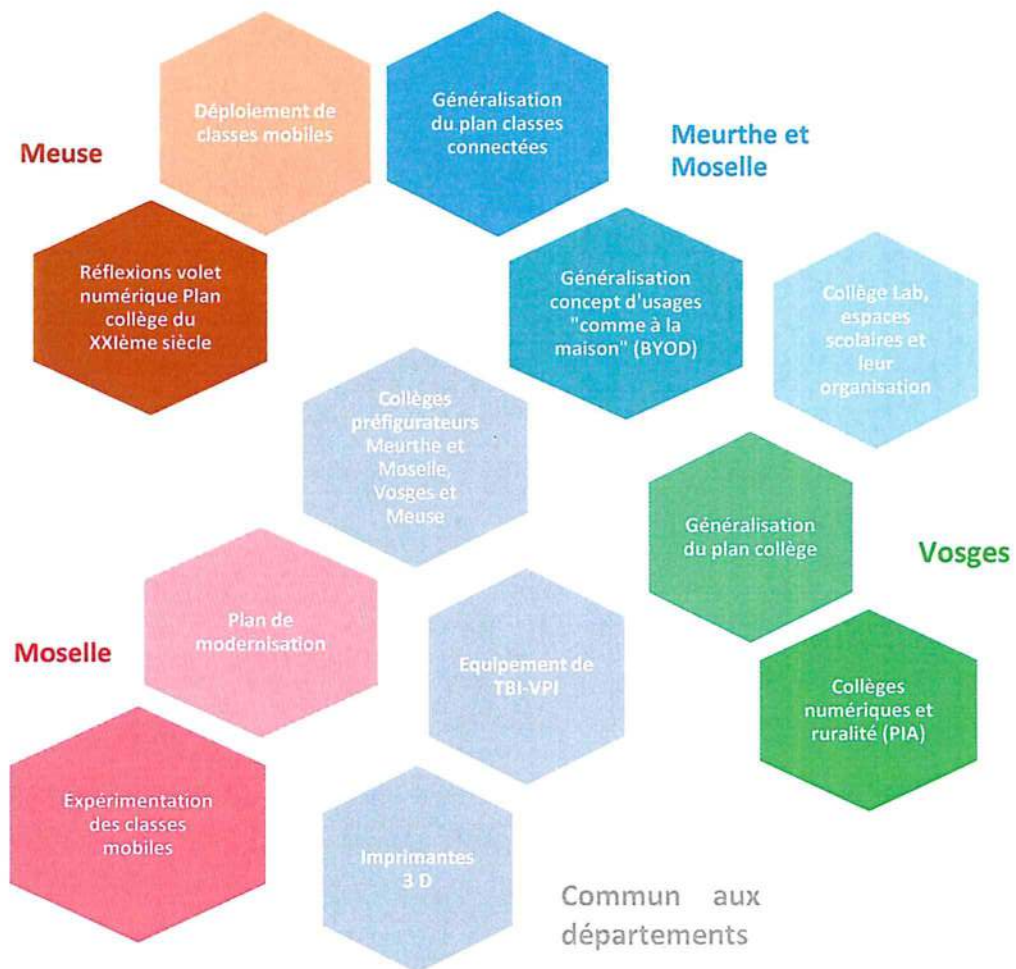 Déploiement de
classes mobiles
Généralisation
du plan classes
connectées
Meuse
Meurthe et
Moselle
Réflexions volet
numérique Plan
collège du
XXIème siècle
Généralisation
concept d'usages
"comme à la
maison" (BYOD)
Collège Lab,
espaces
scolaires et
leur
organisation
Collèges
préfigurateurs
Meurthe et
Moselle,
Vosges et
Meuse
Généralisation
du plan collège
Vosges
Plan de
modernisation
Moselle
Equipement de
TBI-VPI
Collèges
numériques et
ruralité (PIA)
Expérimentation
des classes
mobiles
Imprimantes
3 D
Commun aux
départements